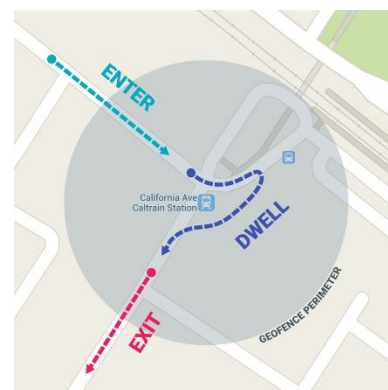 ENTER
California Ave
Caltrain Station
DWELL
GEOFENCE PERIMETER
EXIT